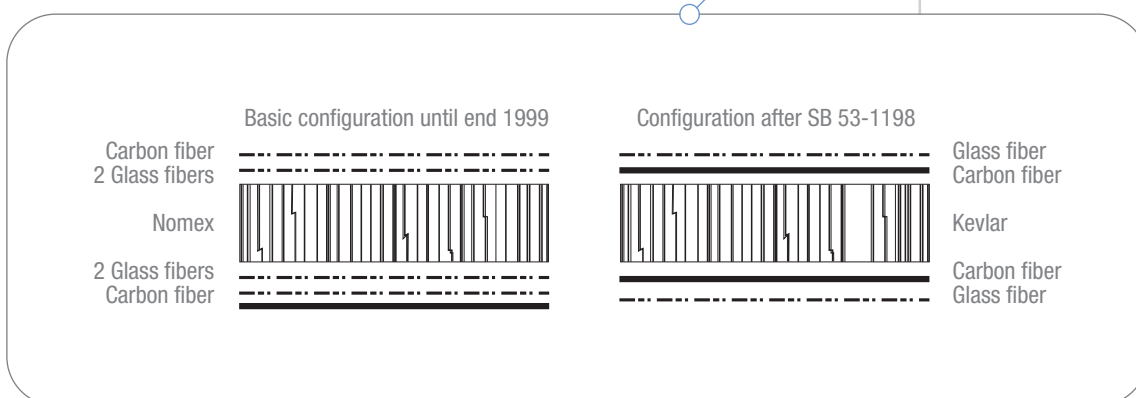 Basic configuration until end 1999
Carbon fiber
2 Glass fibers
Nomex
2 Glass fibers
Carbon fiber
Configuration after SB 53-1198
Glass fiber
Carbon fiber
Kevlar
Carbon fiber
Glass fiber